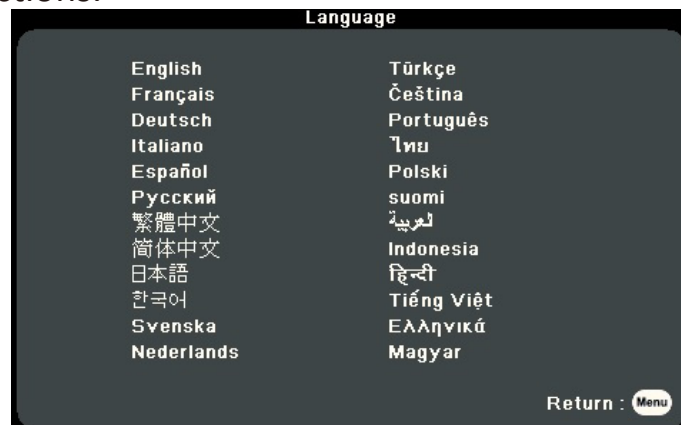 Language
English
Français
Deutsch
Italiano
Español
Русский
繁體中文
简体中文
日本語
한국어
Svenska
Nederlands
Türkçe
Čeština
Português
ไทย
Polski
suomi
العربية
Indonesia
हिन्दी
Tiếng Việt
Ελληνικά
Magyar
Return : Menu